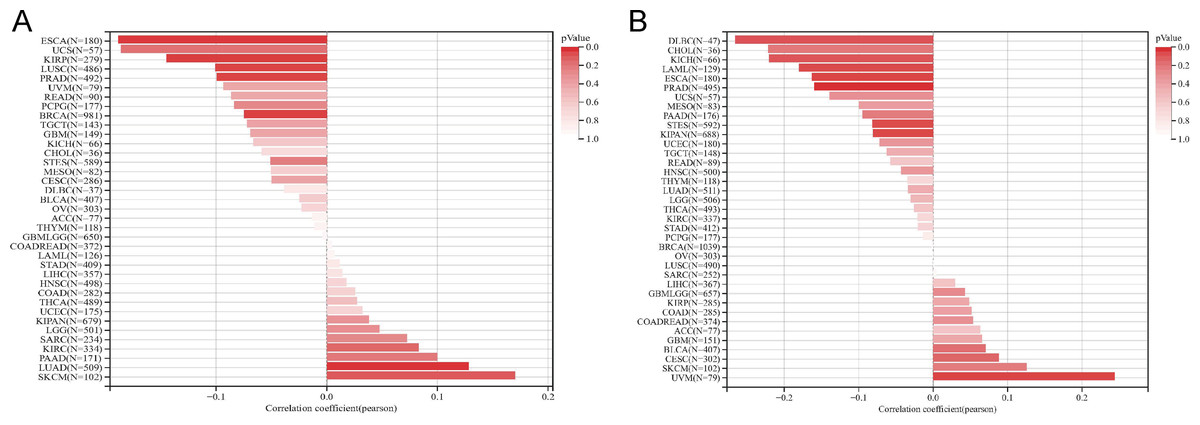 A
ESCA(N=180)
UCS(N=57)
KIRP(N=279)
LUSC(N=486)
PRAD(N=492)
UVM(N=79)
READ(N=90)
PCPG(N=177)
BRCA(N=981)
TGCT(N=143)
GBM(N=149)
KICH(N=66)
CHOL(N=36)
STES(N=589)
MESO(N=82)
CESC(N=286)
DLBC(N=37)
BLCA(N=407)
OV(N=303)
ACC(N=77)
THYM(N=118)
GBMLGG(N=650)
COADREAD(N=372)
LAML(N=126)
STAD(N=409)
LIHC(N=357)
HNSC(N=498)
COAD(N=282)
THCA(N=489)
UCEC(N=175)
KIPAN(N=679)
LGG(N=501)
SARC(N=234)
KIRC(N=334)
PAAD(N=171)
LUAD(N=509)
SKCM(N=102)
−0.1 0.0 0.1 0.2
Correlation coefficient(pearson)
pValue
0.0
0.2
0.4
0.6
0.8
1.0
B
DLBC(N=47)
CHOL(N=36)
KICH(N=66)
LAML(N=129)
ESCA(N=180)
PRAD(N=495)
UCS(N=57)
MESO(N=83)
PAAD(N=176)
STES(N=592)
KIPAN(N=688)
UCEC(N=180)
TGCT(N=148)
READ(N=89)
HNSC(N=500)
THYM(N=118)
LUAD(N=511)
LGG(N=506)
THCA(N=493)
KIRC(N=337)
STAD(N=412)
PCPG(N=177)
BRCA(N=1039)
OV(N=303)
LUSC(N=490)
SARC(N=252)
LIHC(N=367)
GBMLGG(N=657)
KIRP(N=285)
COAD(N=285)
COADREAD(N=374)
ACC(N=77)
GBM(N=151)
BLCA(N=407)
CESC(N=302)
SKCM(N=102)
UVM(N=79)
−0.2 −0.1 0.0 0.1 0.2
Correlation coefficient(pearson)
pValue
0.0
0.2
0.4
0.6
0.8
1.0